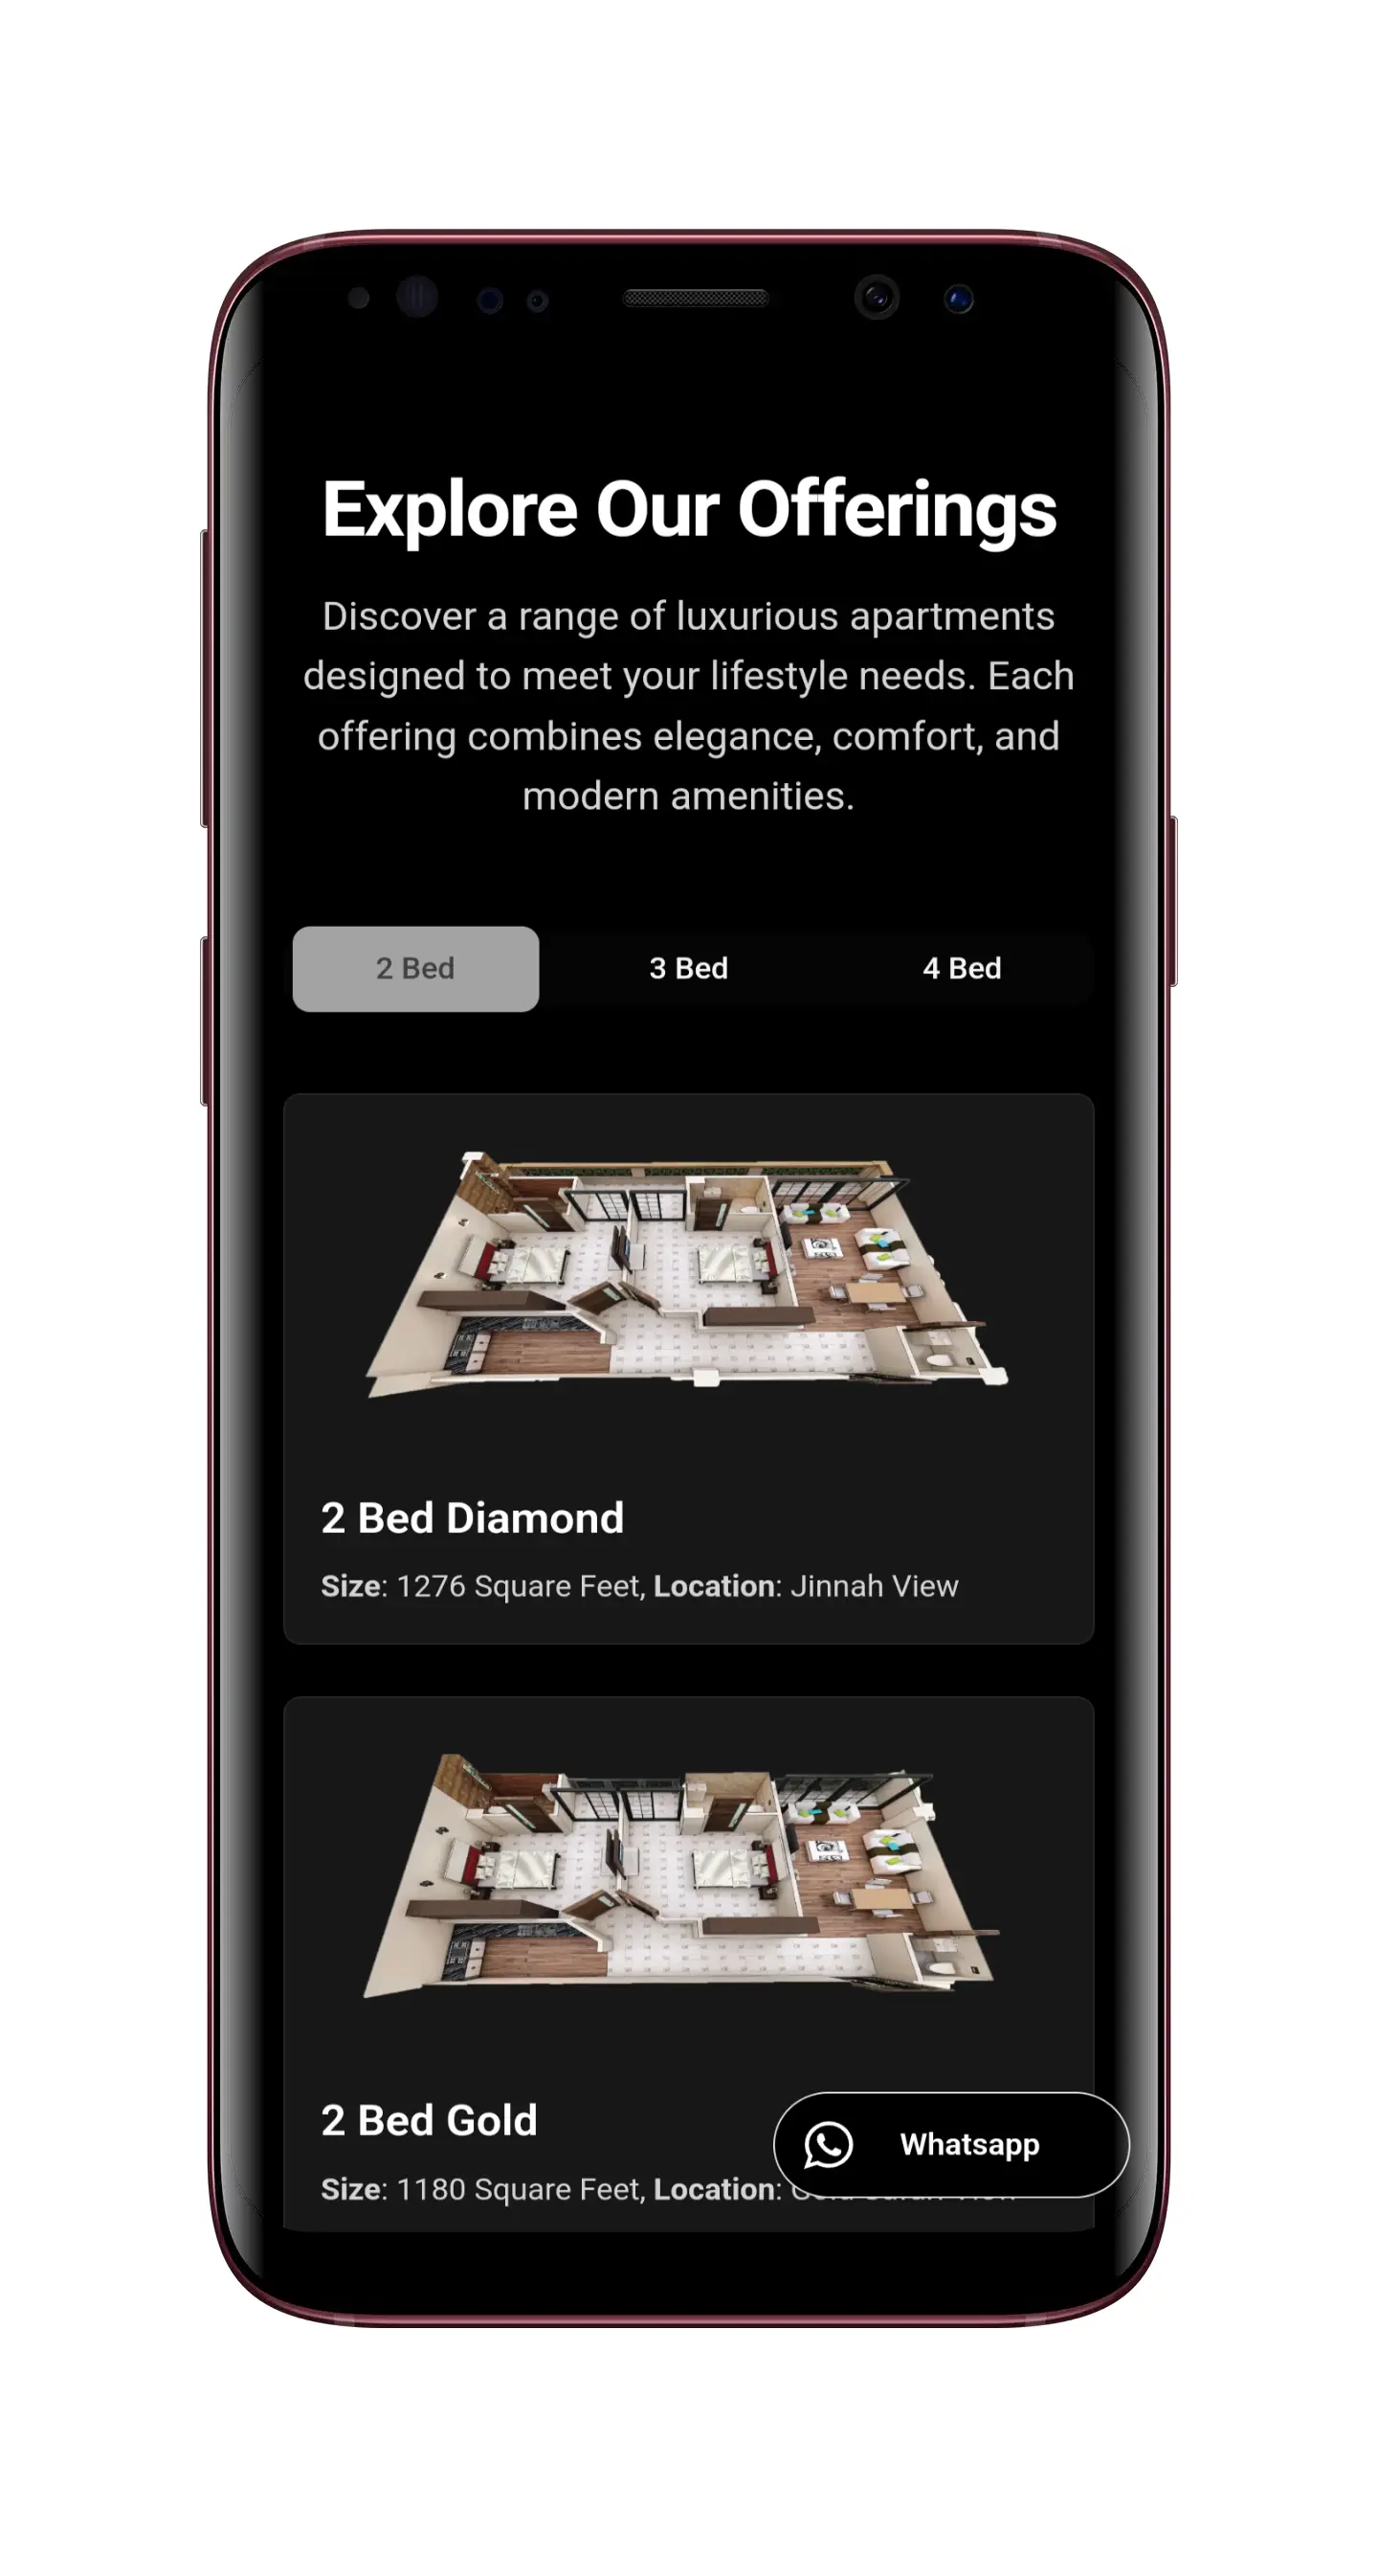 Explore Our Offerings
Discover a range of luxurious apartments
designed to meet your lifestyle needs. Each
offering combines elegance, comfort, and
modern amenities.
2 Bed
3 Bed
4 Bed
2 Bed Diamond
Size: 1276 Square Feet, Location: Jinnah View
2 Bed Gold
Size: 1180 Square Feet, Location:
Whatsapp